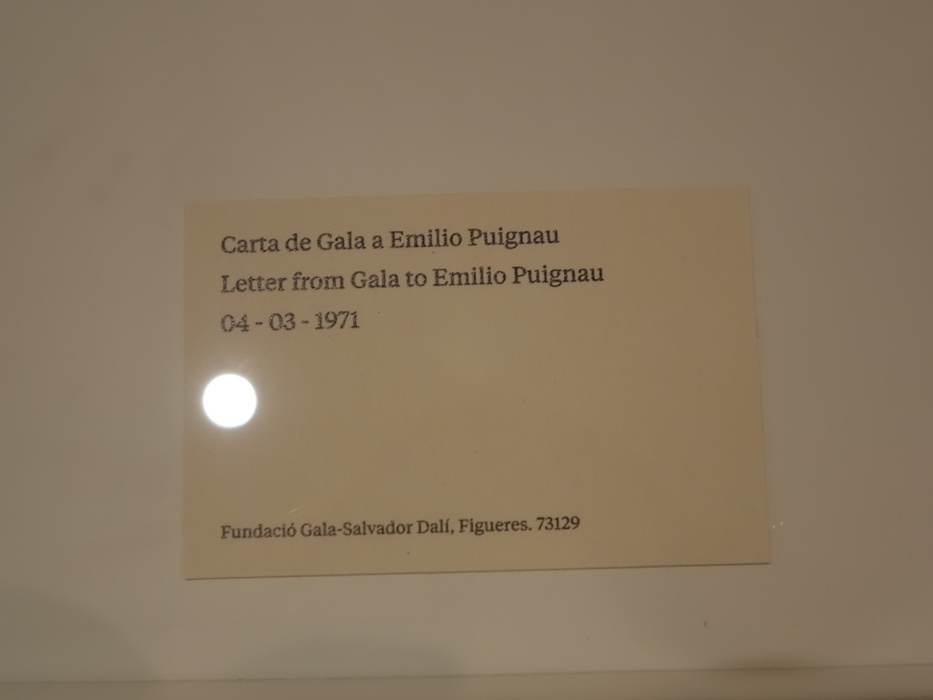 Carta de Gala a Emilio Puignau
Letter from Gala to Emilio Puignau
04 - 03 - 1971
Fundació Gala-Salvador Dalí, Figueres. 73129